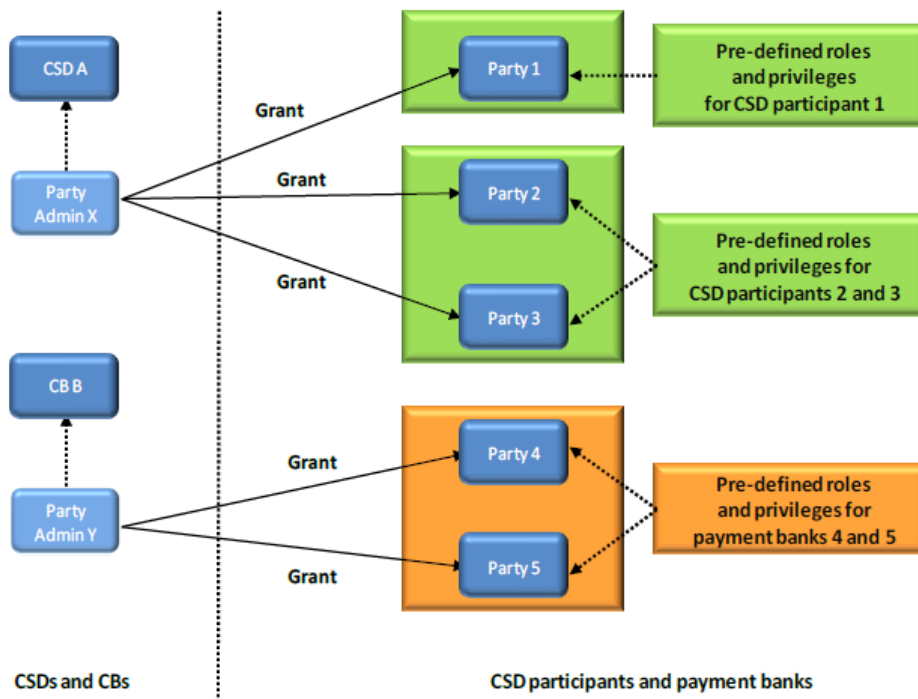 CSD A
Party
Admin X
CB B
Party
Admin Y
Grant
Grant
Grant
Grant
Grant
Party 1
Party 2
Party 3
Party 4
Party 5
Pre-defined roles
and privileges
for CSD participant 1
Pre-defined roles
and privileges for
CSD participants 2 and 3
Pre-defined roles
and privileges for
payment banks 4 and 5
CSDs and CBs
CSD participants and payment banks